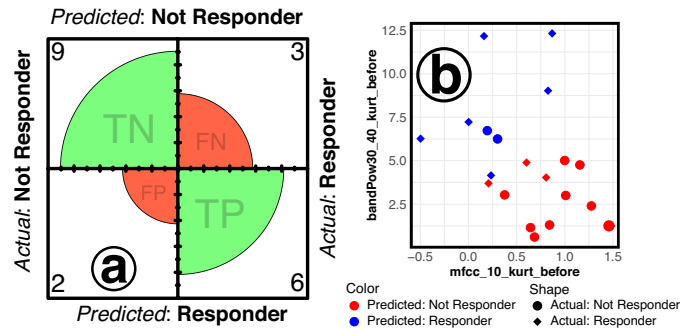 Predicted: Not Responder
9
3
Actual: Not Responder
TN
FN
Actual: Responder
FP
TP
a
2
6
Predicted: Responder
b
bandPow30_40_kurt_before
12.5
10.0
7.5
5.0
2.5
−0.5 0.0 0.5 1.0 1.5
mfcc_10_kurt_before
Color
Predicted: Not Responder
Predicted: Responder
Shape
Actual: Not Responder
Actual: Responder